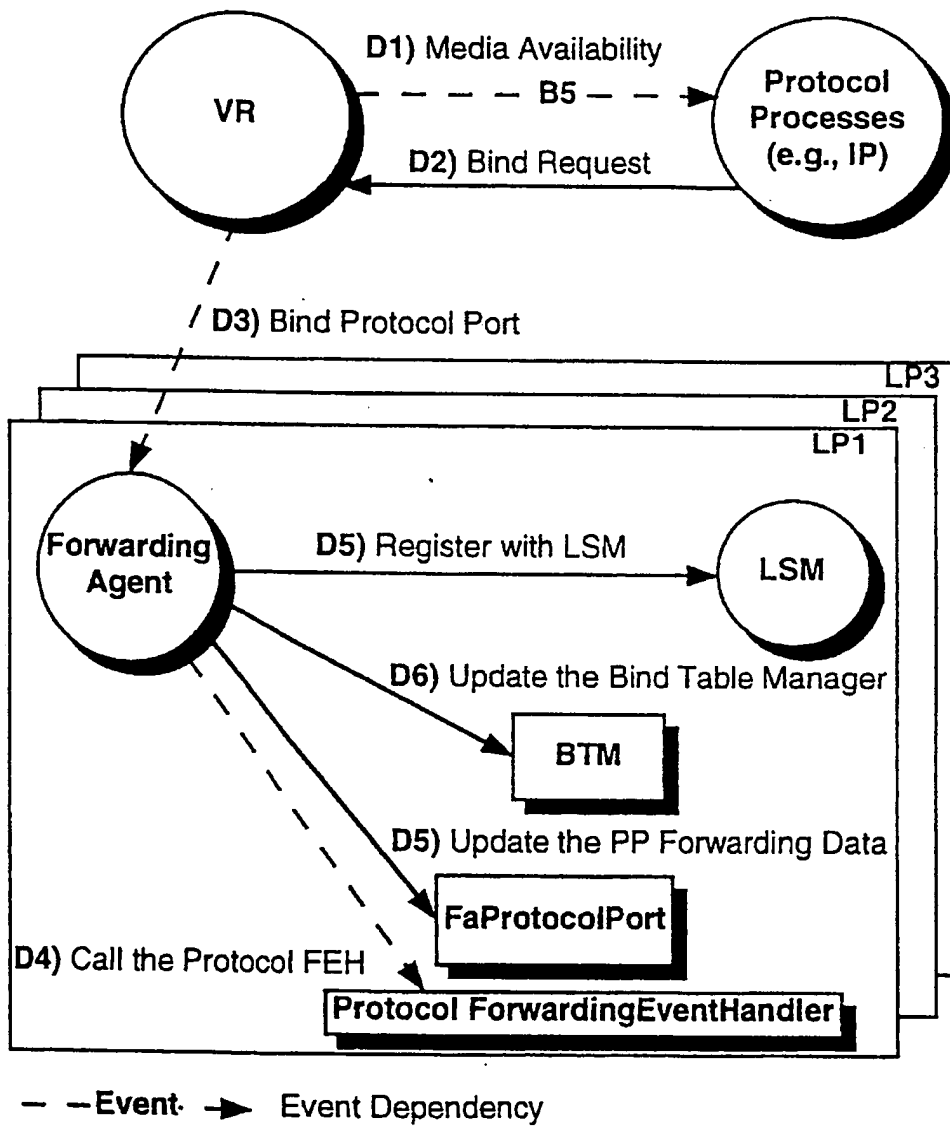 D1) Media Availability
VR
B5
Protocol
Processes
(e.g., IP)
D2) Bind Request
D3) Bind Protocol Port
LP3
LP2
LP1
Forwarding
Agent
D5) Register with LSM
LSM
D6) Update the Bind Table Manager
BTM
D5) Update the PP Forwarding Data
FaProtocolPort
D4) Call the Protocol FEH
Protocol ForwardingEventHandler
Event Event Dependency